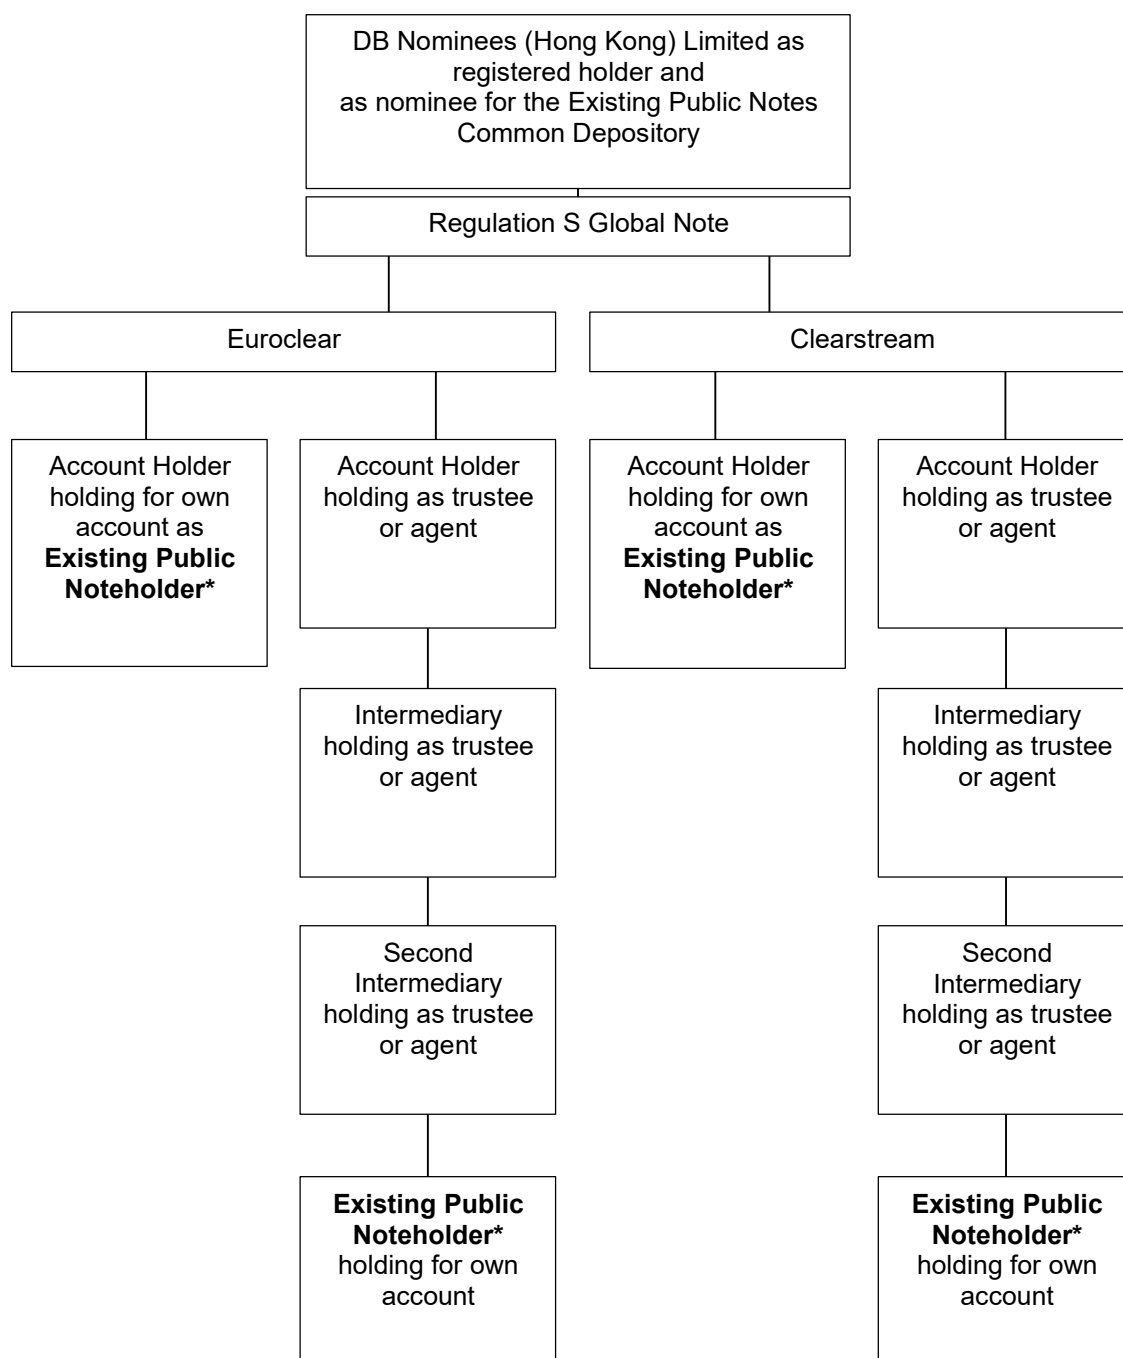 DB Nominees (Hong Kong) Limited as
registered holder and
as nominee for the Existing Public Notes
Common Depository
Regulation S Global Note
Euroclear
Clearstream
Account Holder
holding for own
account as
Existing Public
Noteholder*
Account Holder
holding as trustee
or agent
Account Holder
holding for own
account as
Existing Public
Noteholder*
Account Holder
holding as trustee
or agent
Intermediary
holding as trustee
or agent
Intermediary
holding as trustee
or agent
Second
Intermediary
holding as trustee
or agent
Second
Intermediary
holding as trustee
or agent
Existing Public
Noteholder*
holding for own
account
Existing Public
Noteholder*
holding for own
account